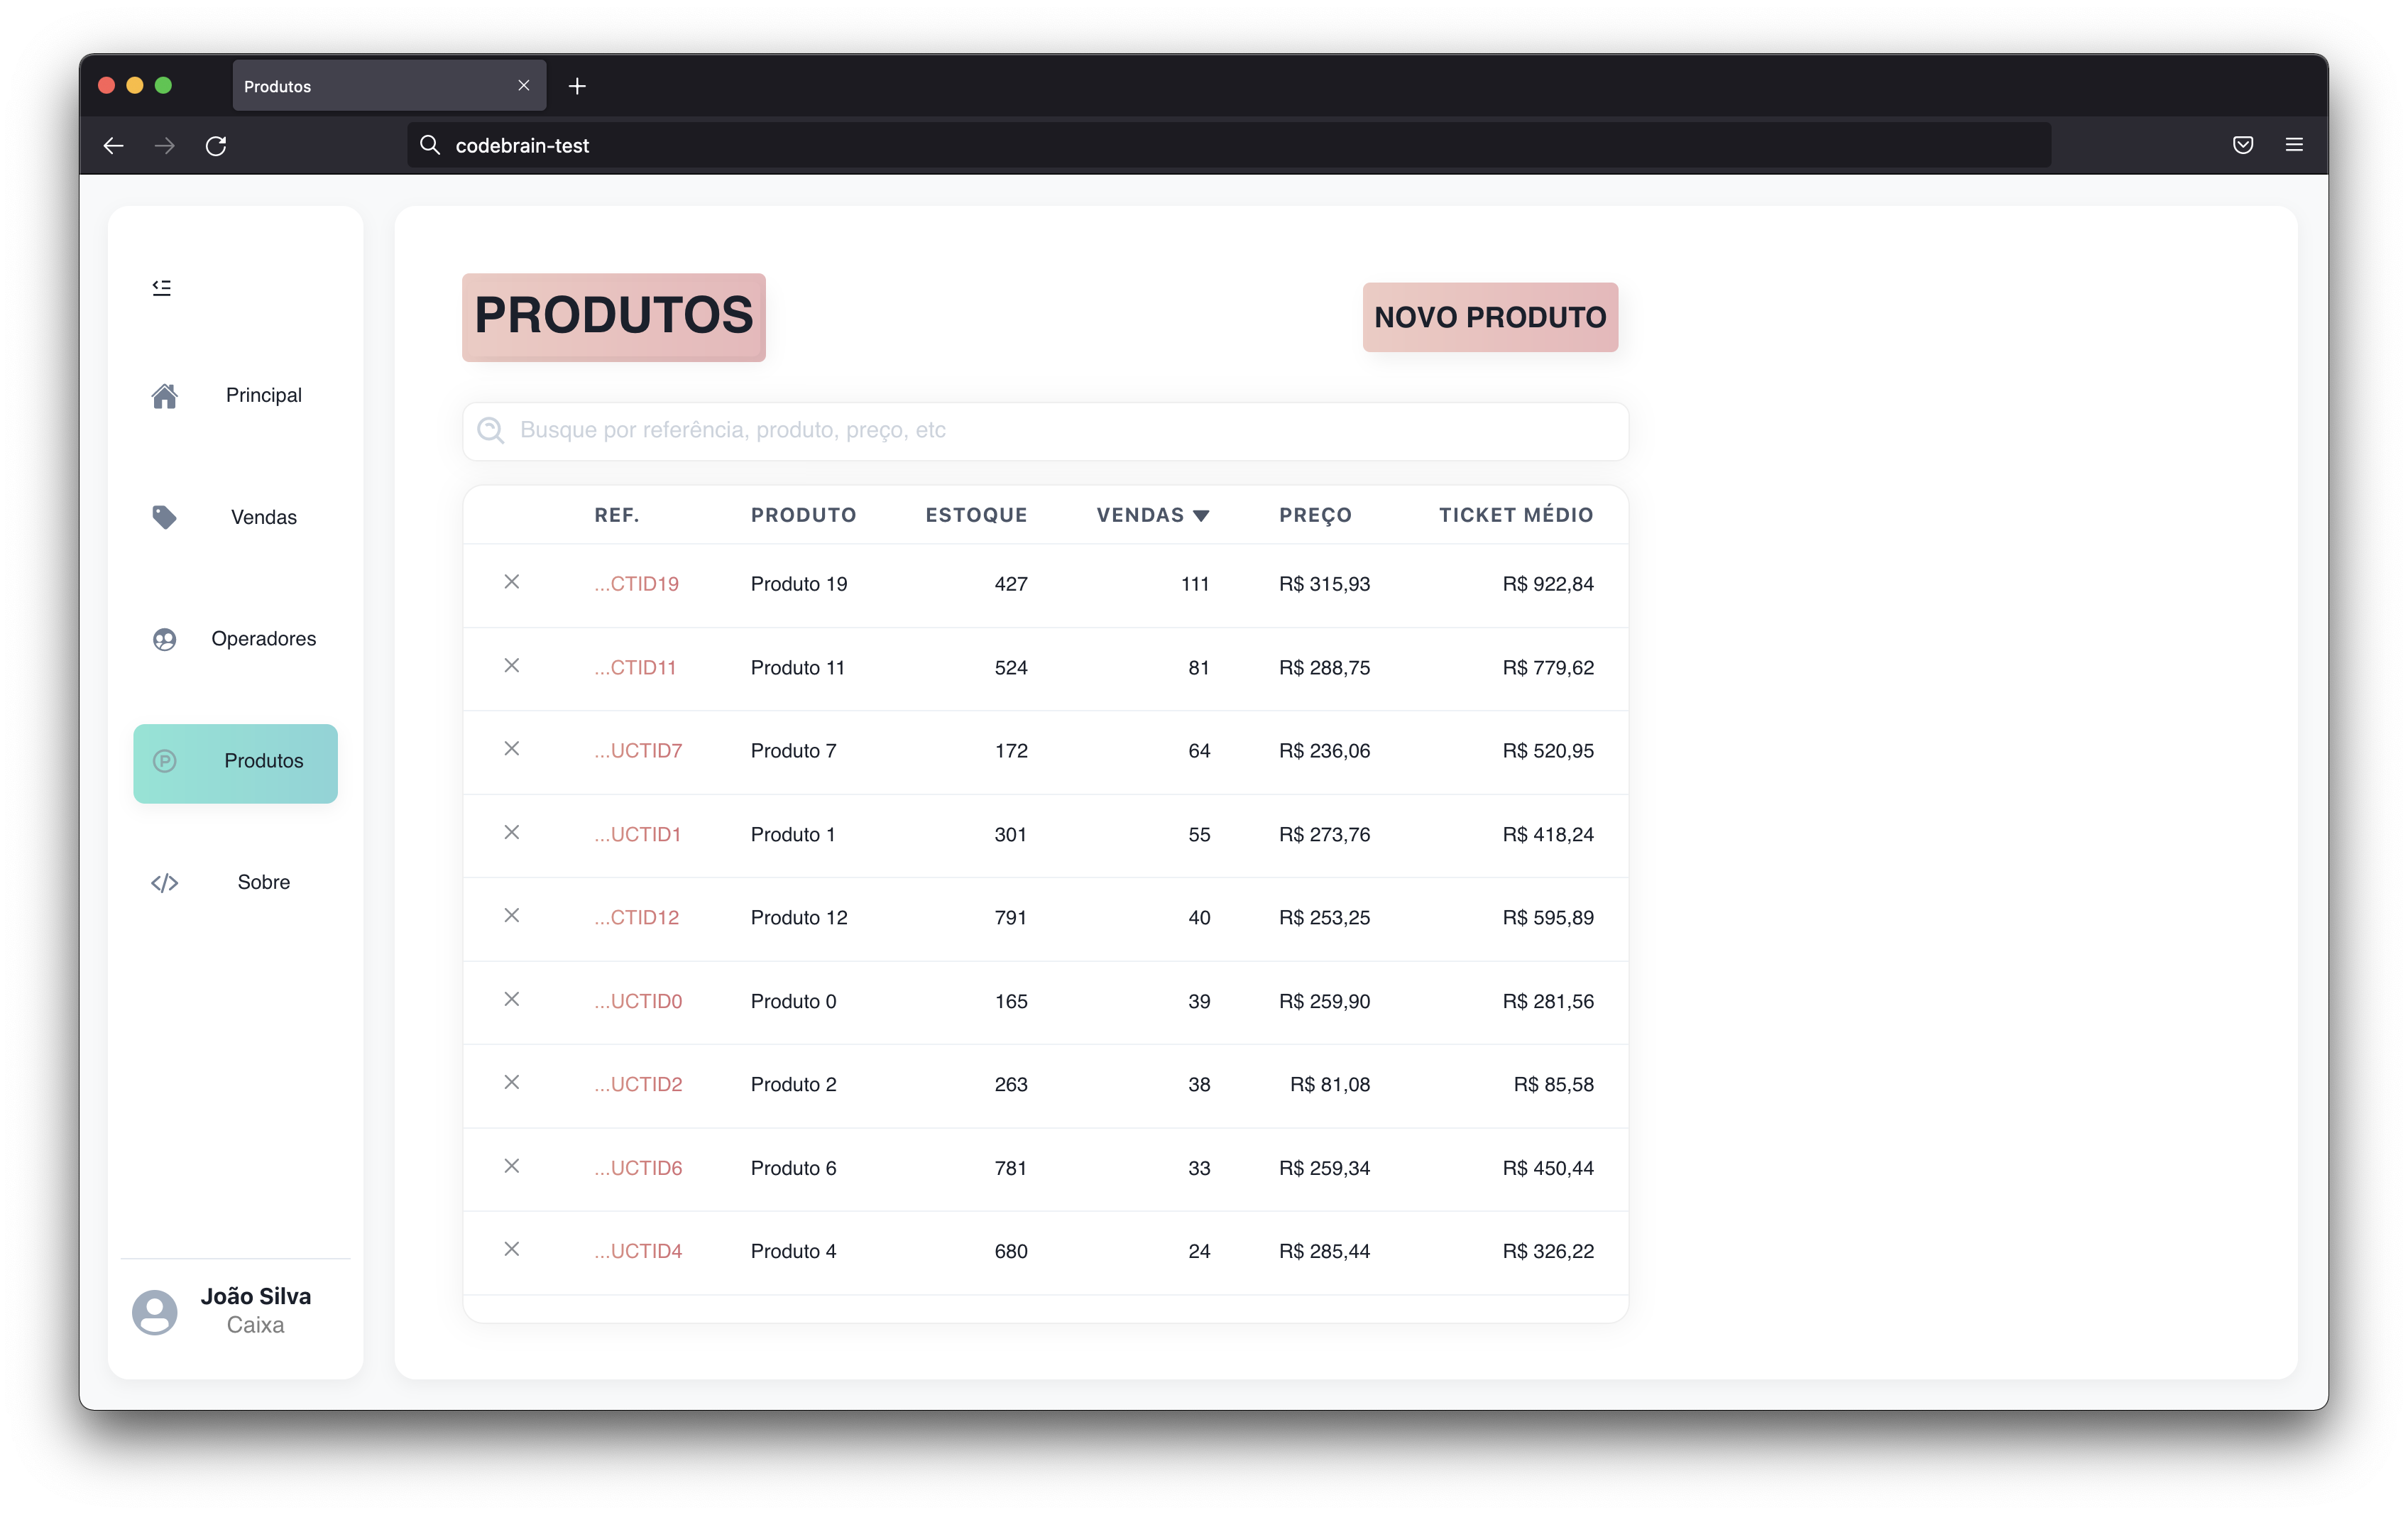 Produtos
codebrain-test
Principal
Vendas
Operadores
Produtos
Sobre
João Silva
Caixa
PRODUTOS
NOVO PRODUTO
Busque por referência, produto, preço, etc
REF. PRODUTO ESTOQUE VENDAS PREÇO TICKET MÉDIO
...CTID19 Produto 19 427 111 R$ 315,93 R$ 922,84
...CTID11 Produto 11 524 81 R$ 288,75 R$ 779,62
...UCTID7 Produto 7 172 64 R$ 236,06 R$ 520,95
...UCTID1 Produto 1 301 55 R$ 273,76 R$ 418,24
...CTID12 Produto 12 791 40 R$ 253,25 R$ 595,89
...UCTID0 Produto 0 165 39 R$ 259,90 R$ 281,56
...UCTID2 Produto 2 263 38 R$ 81,08 R$ 85,58
...UCTID6 Produto 6 781 33 R$ 259,34 R$ 450,44
...UCTID4 Produto 4 680 24 R$ 285,44 R$ 326,22